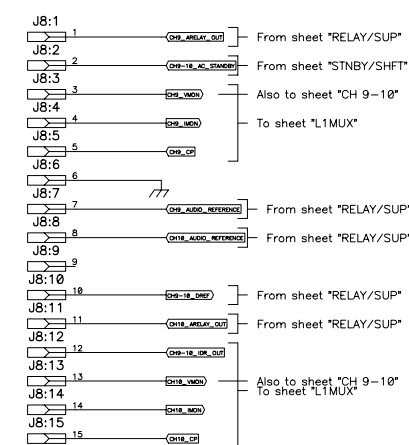 J8:1
1 CH9_ARELAY_OUT From sheet "RELAY/SUP"
J8:2
2 CH9-10_AC_STANDBY From sheet "STNBY/SHFT"
J8:3
3 CH9_VMON Also to sheet "CH 9-10"
J8:4
4 CH9_IMON To sheet "L1MUX"
J8:5
5 CH9_CP
J8:6
6
J8:7
7 CH9_AUDIO_REFERENCE From sheet "RELAY/SUP"
J8:8
8 CH10_AUDIO_REFERENCE From sheet "RELAY/SUP"
J8:9
9
J8:10
10 CH9-10_DREF From sheet "RELAY/SUP"
J8:11
11 CH10_ARELAY_OUT From sheet "RELAY/SUP"
J8:12
12 CH9-10_IDR_OUT
J8:13
13 CH10_VMON Also to sheet "CH 9-10"
To sheet "L1MUX"
J8:14
14 CH10_IMON
J8:15
15 CH10_CP